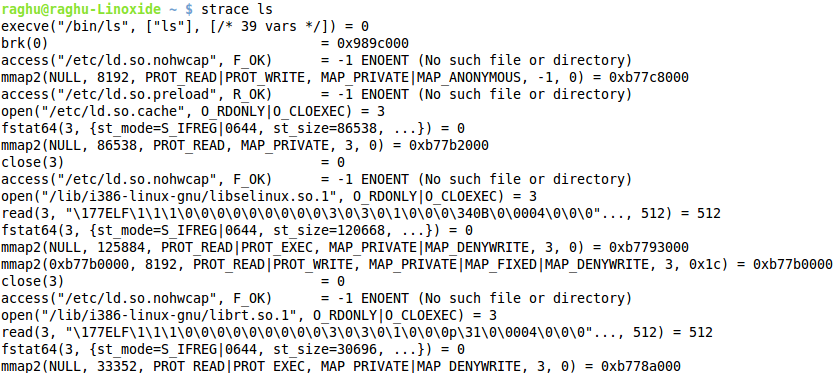 raghu@raghu-Linoxide ~ $ strace ls
execve("/bin/ls", ["ls"], [/* 39 vars */]) = 0
brk(0)                                  = 0x989c000
access("/etc/ld.so.nohwcap", F_OK)      = -1 ENOENT (No such file or directory)
mmap2(NULL, 8192, PROT_READ|PROT_WRITE, MAP_PRIVATE|MAP_ANONYMOUS, -1, 0) = 0xb77c8000
access("/etc/ld.so.preload", R_OK)      = -1 ENOENT (No such file or directory)
open("/etc/ld.so.cache", O_RDONLY|O_CLOEXEC) = 3
fstat64(3, {st_mode=S_IFREG|0644, st_size=86538, ...}) = 0
mmap2(NULL, 86538, PROT_READ, MAP_PRIVATE, 3, 0) = 0xb77b2000
close(3)                                = 0
access("/etc/ld.so.nohwcap", F_OK)      = -1 ENOENT (No such file or directory)
open("/lib/i386-linux-gnu/libselinux.so.1", O_RDONLY|O_CLOEXEC) = 3
read(3, "\177ELF\1\1\1\0\0\0\0\0\0\0\0\0\3\0\3\0\1\0\0\0\340B\0\0004\0\0\0"..., 512) = 512
fstat64(3, {st_mode=S_IFREG|0644, st_size=120668, ...}) = 0
mmap2(NULL, 125884, PROT_READ|PROT_EXEC, MAP_PRIVATE|MAP_DENYWRITE, 3, 0) = 0xb7793000
mmap2(0xb77b0000, 8192, PROT_READ|PROT_WRITE, MAP_PRIVATE|MAP_FIXED|MAP_DENYWRITE, 3, 0x1c) = 0xb77b0000
close(3)                                = 0
access("/etc/ld.so.nohwcap", F_OK)      = -1 ENOENT (No such file or directory)
open("/lib/i386-linux-gnu/librt.so.1", O_RDONLY|O_CLOEXEC) = 3
read(3, "\177ELF\1\1\1\0\0\0\0\0\0\0\0\0\3\0\3\0\1\0\0\0p\31\0\0004\0\0\0"..., 512) = 512
fstat64(3, {st_mode=S_IFREG|0644, st_size=30696, ...}) = 0
mmap2(NULL, 33352, PROT_READ|PROT_EXEC, MAP_PRIVATE|MAP_DENYWRITE, 3, 0) = 0xb778a000